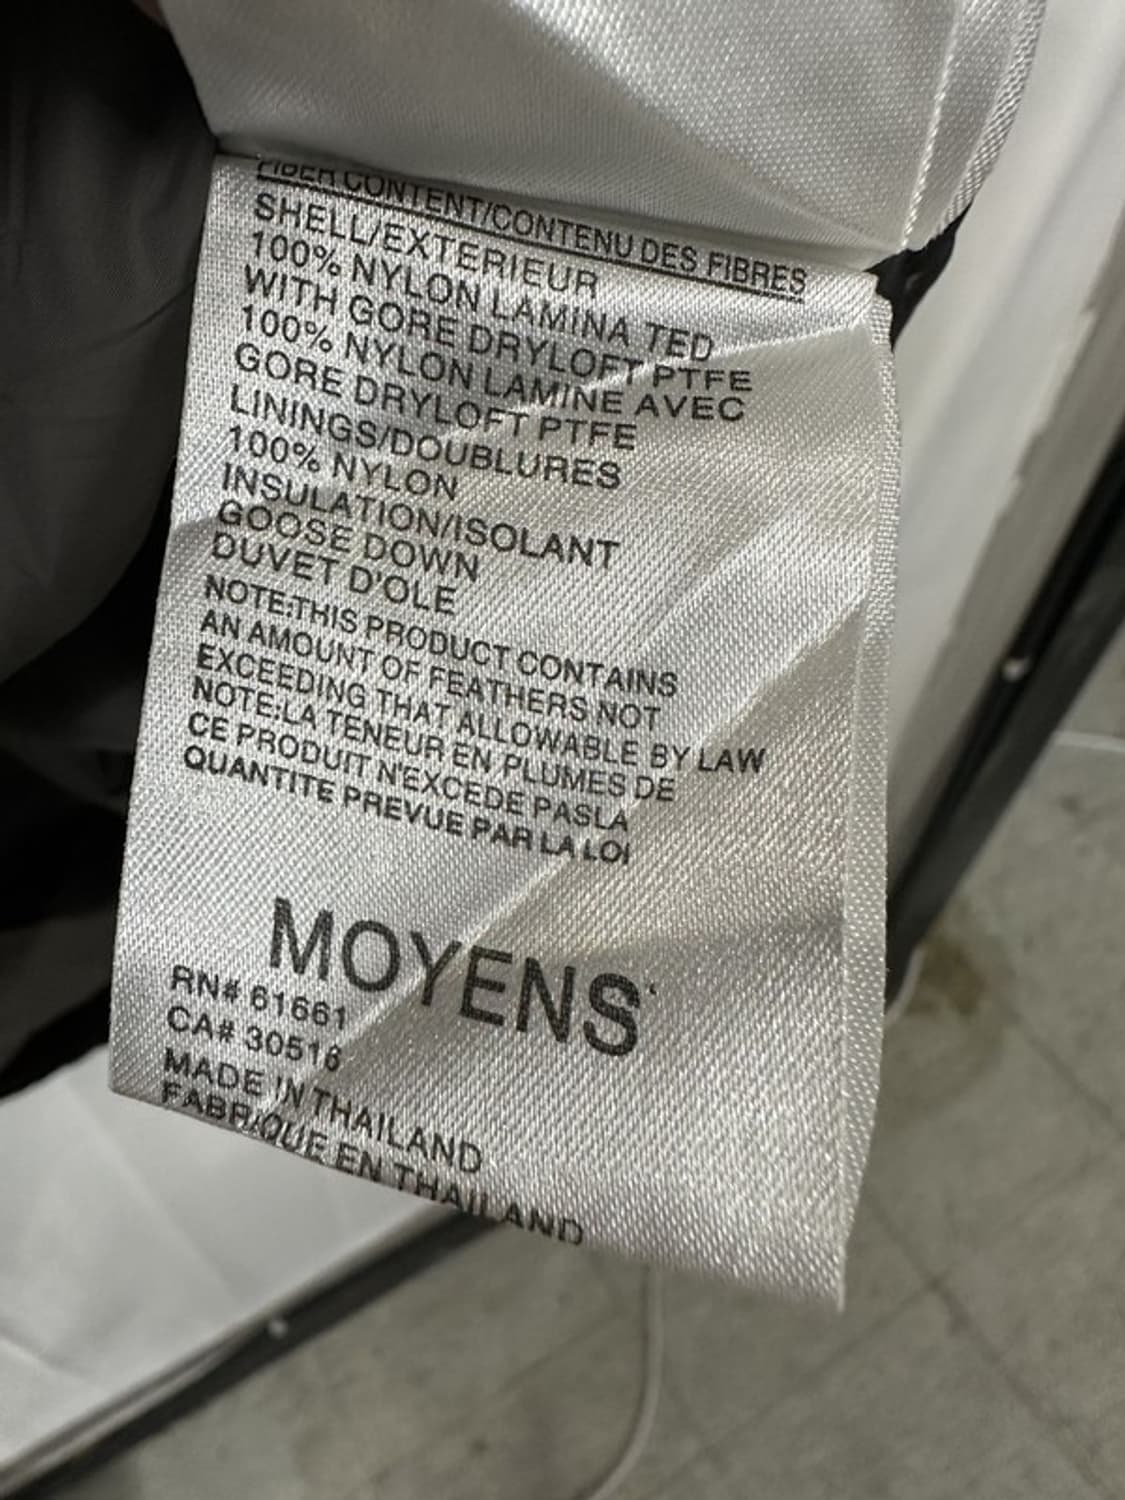 FIBER CONTENT/CONTENU DES FIBRES
SHELL/EXTERIEUR
100% NYLON LAMINA TED
WITH GORE DRYLOFT PTFE
100% NYLON LAMINE AVEC
GORE DRYLOFT PTFE
LININGS/DOUBLURES
100% NYLON
INSULATION/ISOLANT
GOOSE DOWN
DUVET D'OLE
NOTE:THIS PRODUCT CONTAINS
AN AMOUNT OF FEATHERS NOT
EXCEEDING THAT ALLOWABLE BY LAW
NOTE:LA TENEUR EN PLUMES DE
CE PRODUIT N'EXCEDE PASLA
QUANTITE PREVUE PAR LA LOI
MOYENS
RN# 61661
CA# 30516
MADE IN THAILAND
FABRIQUE EN THAILAND